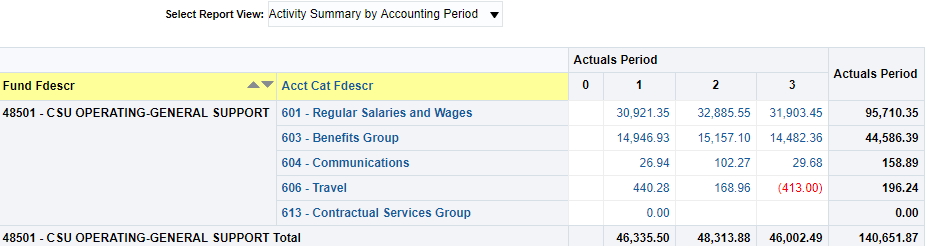 Select Report View: Activity Summary by Accounting Period
Actuals Period Actuals Period
Fund Fdescr Acct Cat Fdescr 0 1 2 3
48501 - CSU OPERATING-GENERAL SUPPORT 601 - Regular Salaries and Wages 30,921.35 32,885.55 31,903.45 95,710.35
603 - Benefits Group 14,946.93 15,157.10 14,482.36 44,586.39
604 - Communications 26.94 102.27 29.68 158.89
606 - Travel 440.28 168.96 (413.00) 196.24
613 - Contractual Services Group 0.00 0.00
48501 - CSU OPERATING-GENERAL SUPPORT Total 46,335.50 48,313.88 46,002.49 140,651.87